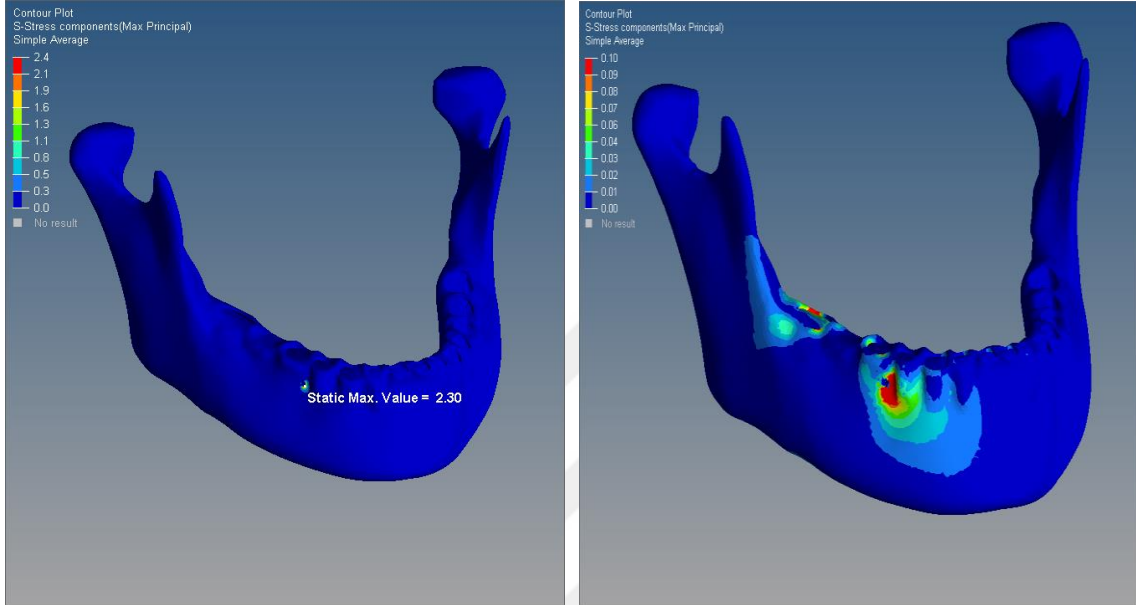 Contour Plot
S-Stress components(Max Principal)
Simple Average
2.4
2.1
1.9
1.6
1.3
1.1
0.8
0.5
0.3
0.0
No result
Static Max. Value = 2.30
Contour Plot
S-Stress components(Max Principal)
Simple Average
0.10
0.09
0.08
0.07
0.06
0.04
0.03
0.02
0.01
0.00
No result